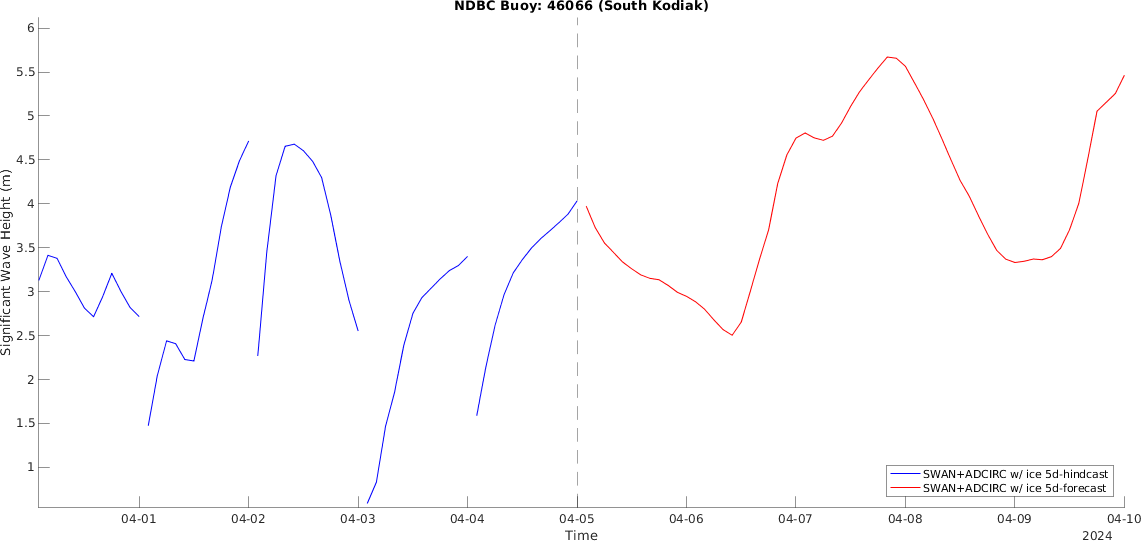 NDBC Buoy: 46066 (South Kodiak)
6
5.5
5
4.5
4
3.5
3
2.5
2
1.5
1
Significant Wave Height (m)
SWAN+ADCIRC w/ ice 5d-hindcast
SWAN+ADCIRC w/ ice 5d-forecast
04-01 04-02 04-03 04-04 04-05 04-06 04-07 04-08 04-09 04-10
Time
2024